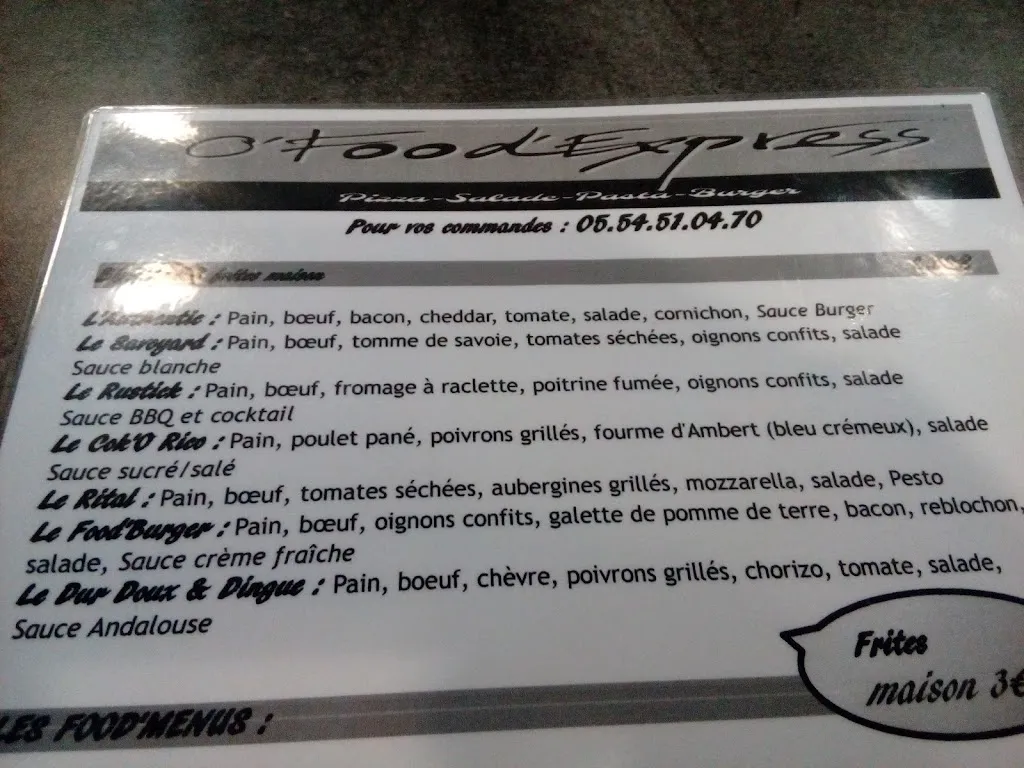 O'Food'Express
Pizza-Salade-Pasta-Burger
Pour vos commandes : 05.54.51.04.70
frites maison
L'Authentic : Pain, bœuf, bacon, cheddar, tomate, salade, cornichon, Sauce Burger
Le Savoyard : Pain, bœuf, tomme de savoie, tomates séchées, oignons confits, salade
Sauce blanche
Le Rustick : Pain, bœuf, fromage à raclette, poitrine fumée, oignons confits, salade
Sauce BBQ et cocktail
Le Cok'O Rico : Pain, poulet pané, poivrons grillés, fourme d'Ambert (bleu crémeux), salade
Sauce sucré/salé
Le Rital : Pain, bœuf, tomates séchées, aubergines grillés, mozzarella, salade, Pesto
Le Food'Burger : Pain, bœuf, oignons confits, galette de pomme de terre, bacon, reblochon,
salade, Sauce crème fraîche
Le Dur Doux & Dingue : Pain, boeuf, chèvre, poivrons grillés, chorizo, tomate, salade,
Sauce Andalouse
Frites
maison 3€
LES FOOD'MENUS :